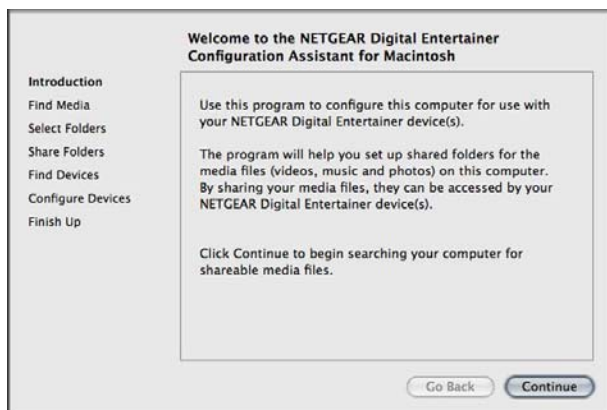 Welcome to the NETGEAR Digital Entertainer
Configuration Assistant for Macintosh
Introduction
Find Media
Select Folders
Share Folders
Find Devices
Configure Devices
Finish Up
Use this program to configure this computer for use with
your NETGEAR Digital Entertainer device(s).
The program will help you set up shared folders for the
media files (videos, music and photos) on this computer.
By sharing your media files, they can be accessed by your
NETGEAR Digital Entertainer device(s).
Click Continue to begin searching your computer for
shareable media files.
Go Back
Continue